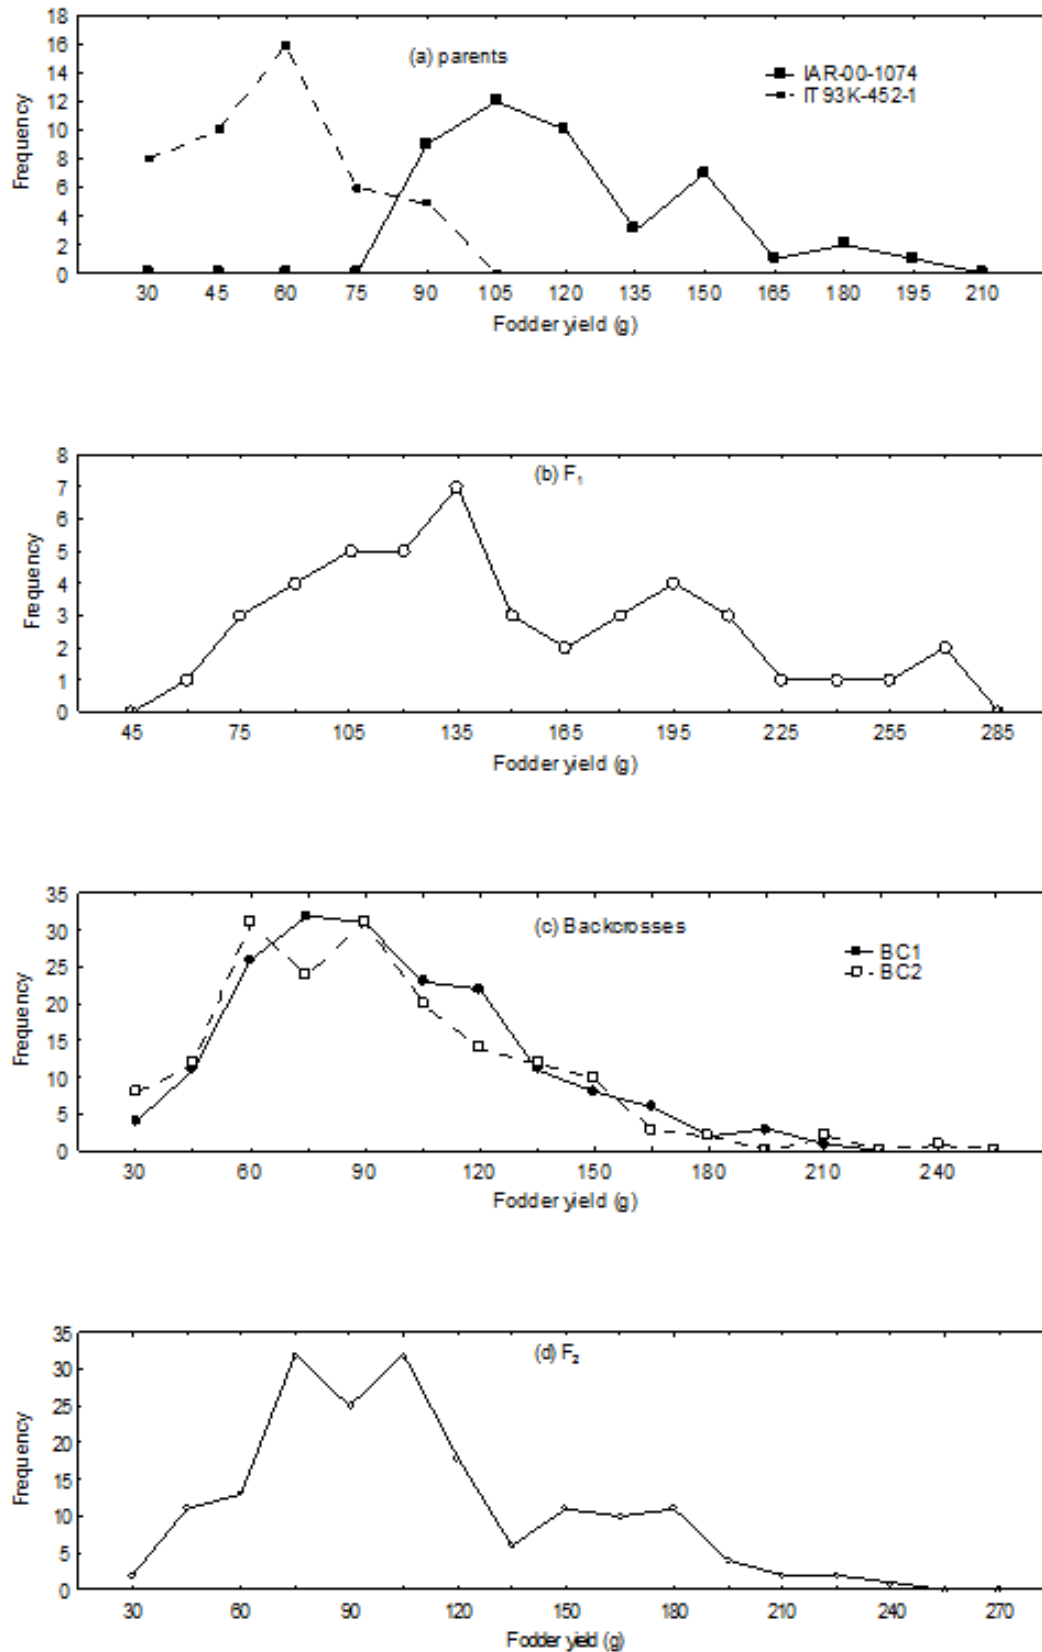 18
16
14
12
10
8
6
4
2
0
Frequency
(a) parents
IAR-00-1074
IT93K-452-1
30 45 60 75 90 105 120 135 150 165 180 195 210
Fodder yield (g)
8
7
6
5
4
3
2
1
0
Frequency
(b) F₁
45 75 105 135 165 195 225 255 285
Fodder yield (g)
35
30
25
20
15
10
5
0
Frequency
(c) Backcrosses
BC1
BC2
30 60 90 120 150 180 210 240
Fodder yield (g)
35
30
25
20
15
10
5
0
Frequency
(d) F₂
30 60 90 120 150 180 210 240 270
Fodder yield (g)